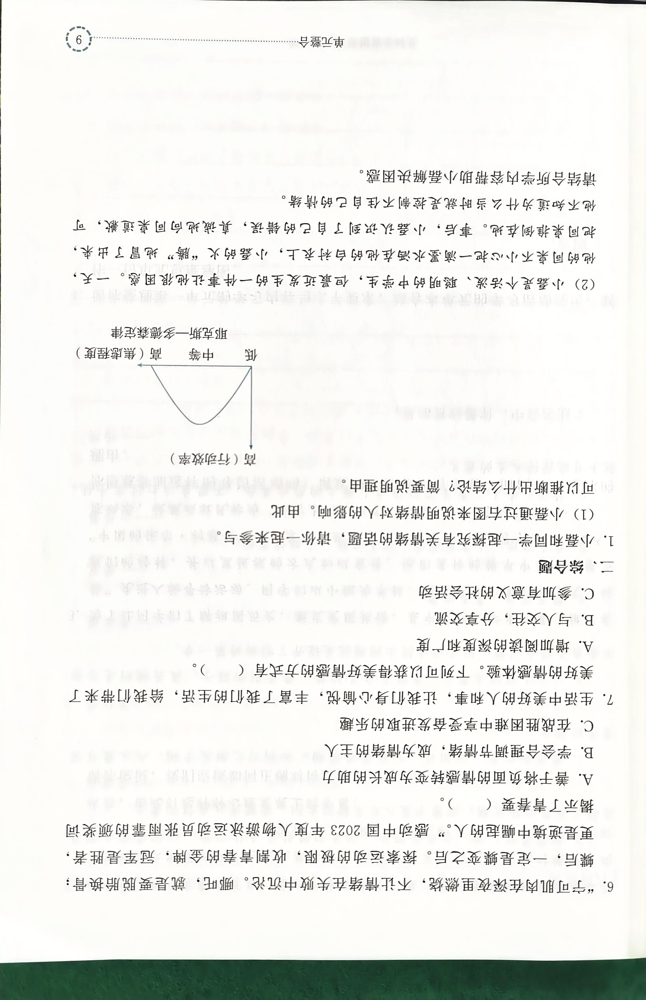 6. “宁可肌肉在深夜里燃烧，不让情绪在失败中沉沦。哪吒，就是要脱胎换骨；
蝶后，一定是蝶变之后。探索运动的极限，收割青春的金牌，冠军是胜者，
更是逆境中崛起的人。”感动中国 2023 年度人物游泳运动员张雨霏的颁奖词
揭示了青春要（  ）。
A. 善于将负面的情感转变为成长的助力
B. 学会合理调节情绪，成为情绪的主人
C. 在战胜困难中享受奋发进取的乐趣
7. 生活中美好的人和事，让我们身心愉悦，丰富了我们的生活，给我们带来了
美好的情感体验。下列可以获得美好情感的方式有（  ）。
A. 增加阅读的深度和广度
B. 与人交往，分享交流
C. 参加有意义的社会活动
二、综合题
1. 小磊和同学一起探究有关情绪的话题，请你一起来参与。
（1）小磊通过右图来说明情绪对人的影响。由此
可以推断出什么结论？简要说明理由。
高（行动效率）
低 中等 高（焦虑程度）
耶克斯—多德森定律
（2）小磊是个活泼、聪明的中学生，但最近发生的一件事让他很困惑。一天，
他的同桌不小心把一滴墨水洒在他的白衬衣上，小磊的火“腾”地冒了出来，
把同桌推倒在地。事后，小磊认识到了自己的错误，真诚地向同桌道歉，可
他不知道为什么当时就是控制不住自己的情绪。
请结合所学内容帮助小磊解决困惑。
单元整合
9